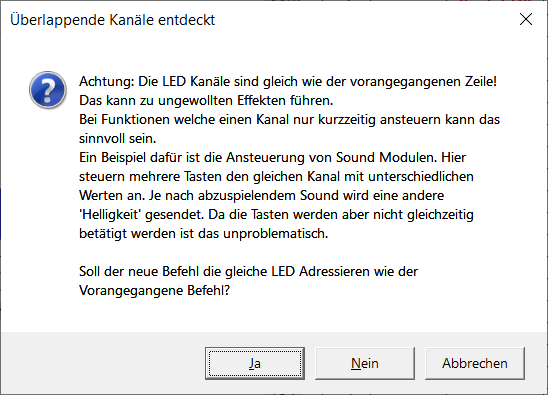 Überlappende Kanäle entdeckt
Achtung: Die LED Kanäle sind gleich wie der vorangegangenen Zeile!
Das kann zu ungewollten Effekten führen.
Bei Funktionen welche einen Kanal nur kurzzeitig ansteuern kann das
sinnvoll sein.
Ein Beispiel dafür ist die Ansteuerung von Sound Modulen. Hier
steuern mehrere Tasten den gleichen Kanal mit unterschiedlichen
Werten an. Je nach abzuspielendem Sound wird eine andere
'Helligkeit' gesendet. Da die Tasten werden aber nicht gleichzeitig
betätigt werden ist das unproblematisch.
Soll der neue Befehl die gleiche LED Adressieren wie der
Vorangegangene Befehl?
Ja
Nein
Abbrechen